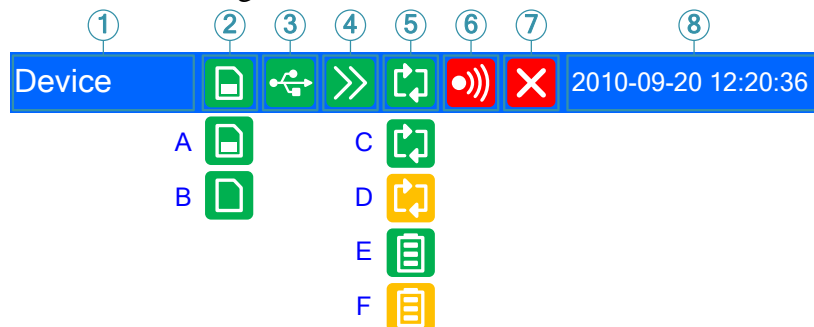 ① ② ③ ④ ⑤ ⑥ ⑦ ⑧
Device 2010-09-20 12:20:36
A C
B D
E
F